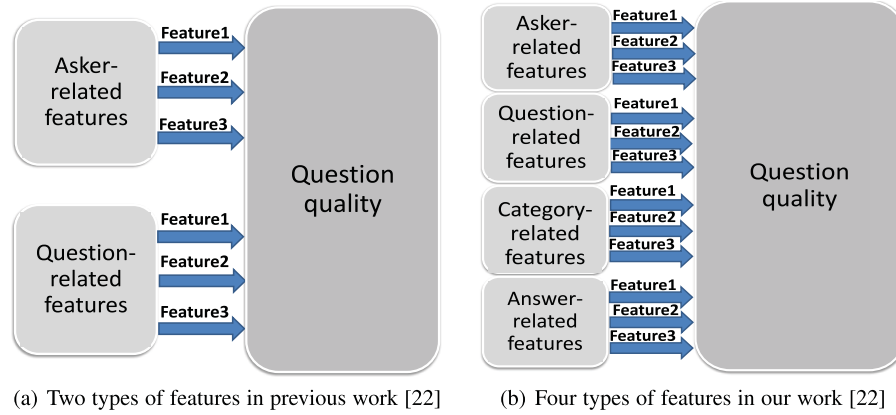 Asker-
related
features
Feature1
Feature2
Feature3
Question-
related
features
Feature1
Feature2
Feature3
Question
quality
(a) Two types of features in previous work [22]
Asker-
related
features
Feature1
Feature2
Feature3
Question-
related
features
Feature1
Feature2
Feature3
Category-
related
features
Feature1
Feature2
Feature3
Answer-
related
features
Feature1
Feature2
Feature3
Question
quality
(b) Four types of features in our work [22]